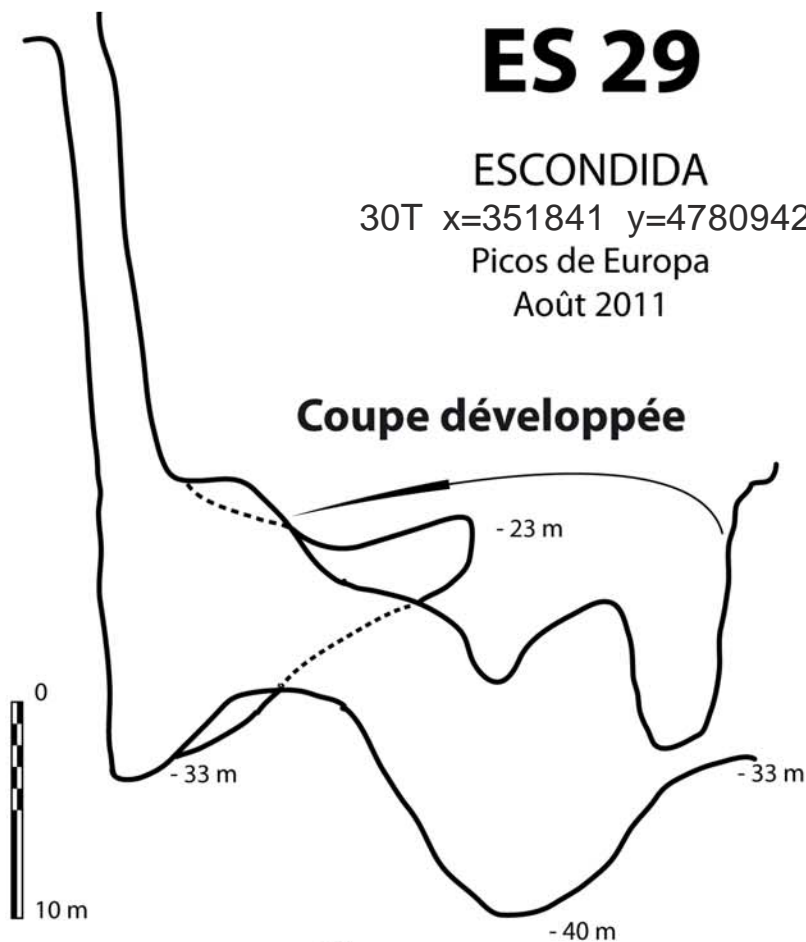 ES 29
ESCONDIDA
30T x=351841 y=4780942
Picos de Europa
Août 2011
Coupe développée
- 23 m
0
- 33 m
- 33 m
10 m
- 40 m